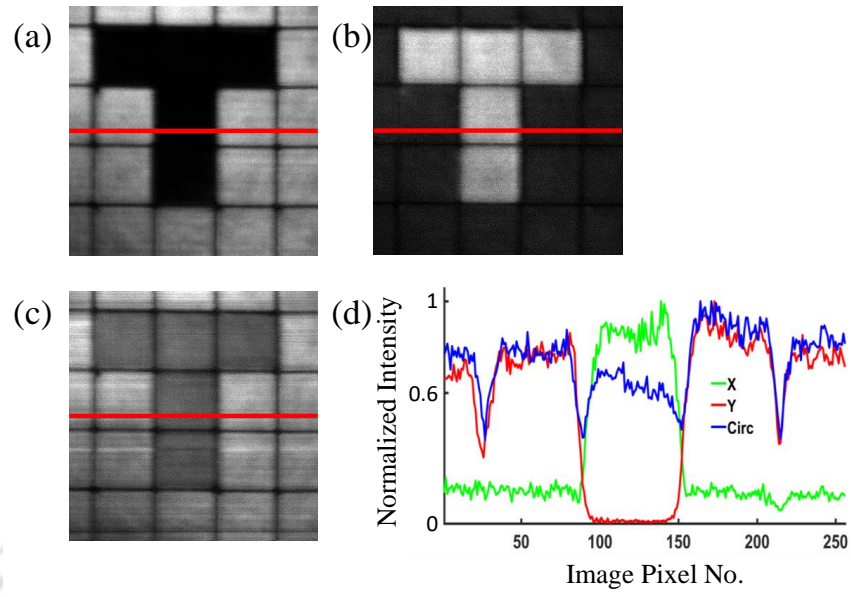 (a)
(b)
(c)
(d)
Normalized Intensity
1
0.6
0
X
Y
Circ
50
100
150
200
250
Image Pixel No.